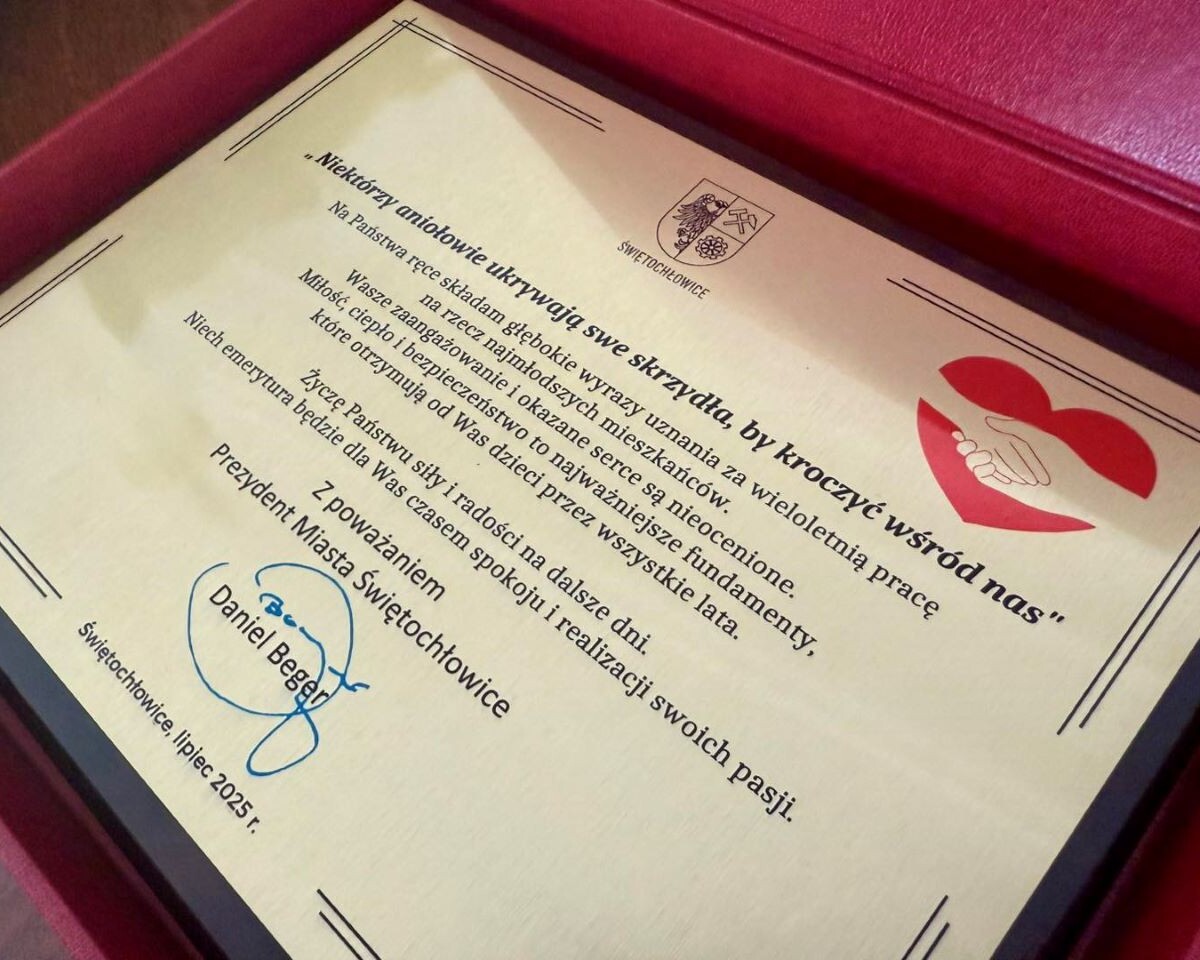 ŚWIĘTOCHŁOWICE
„Niektórzy aniołowie ukrywają swe skrzydła, by kroczyć wśród nas"
Na Państwa ręce składam głębokie wyrazy uznania za wieloletnią pracę
na rzecz najmłodszych mieszkańców.
Wasze zaangażowanie i okazane serce są nieocenione.
Miłość, ciepło i bezpieczeństwo to najważniejsze fundamenty,
które otrzymują od Was dzieci przez wszystkie lata.
Życzę Państwu siły i radości na dalsze dni.
Niech emerytura będzie dla Was czasem spokoju i realizacji swoich pasji.
Z poważaniem
Prezydent Miasta Świętochłowice
Daniel Beger
Świętochłowice, lipiec 2025 r.